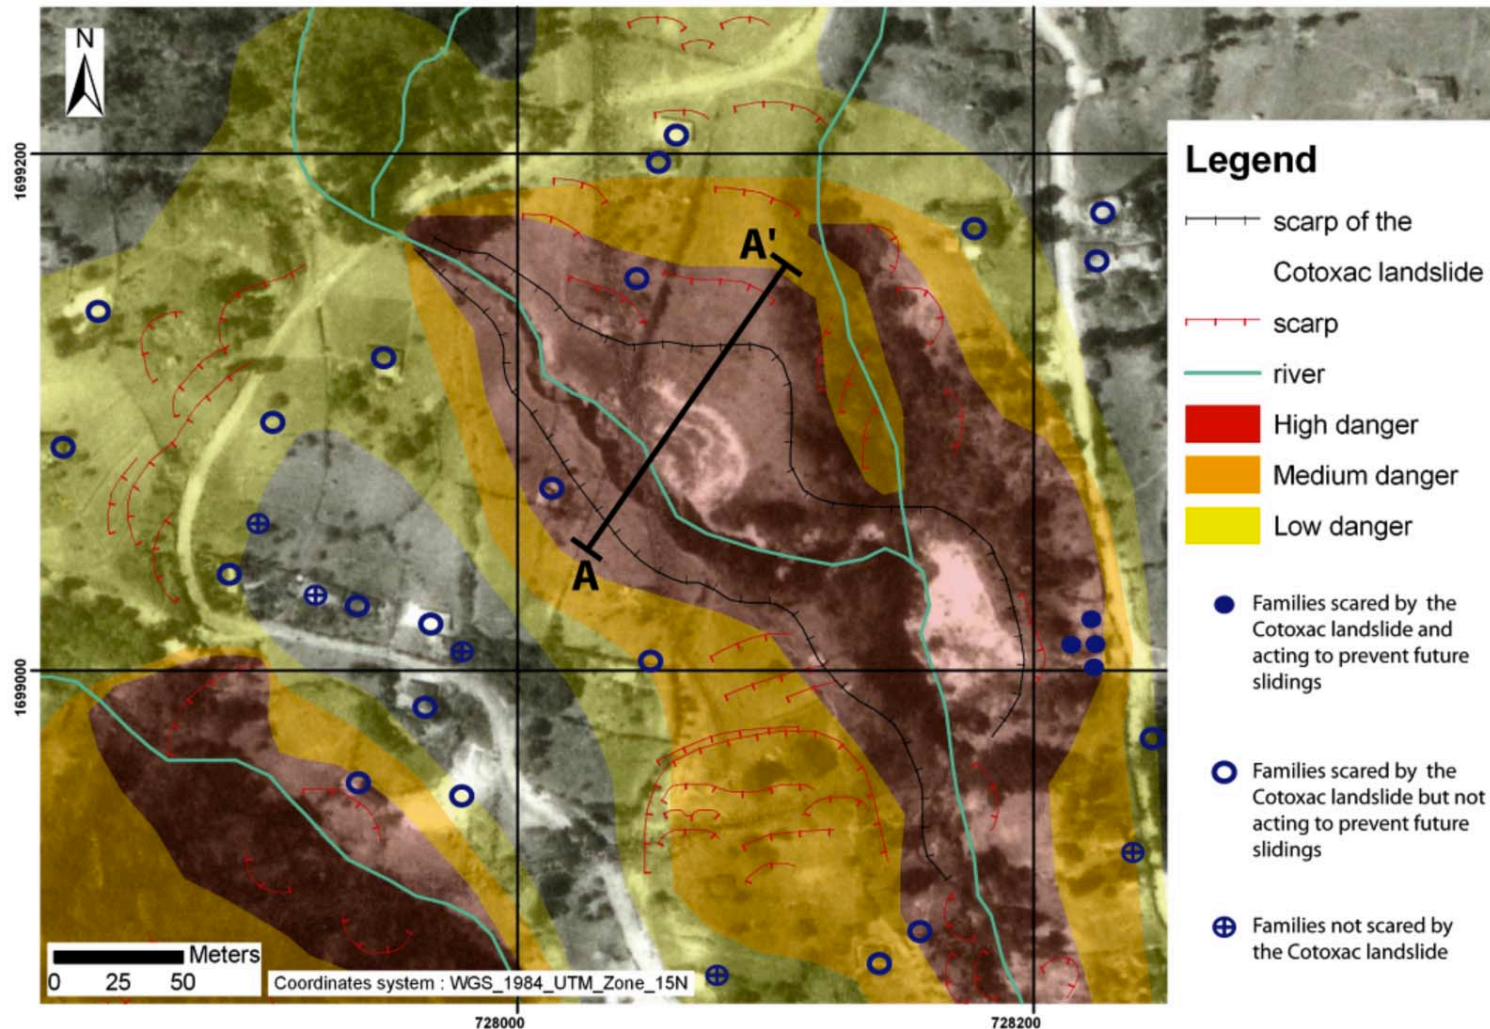 N
1699200
1699000
A'
A
Meters
0 25 50
Coordinates system : WGS_1984_UTM_Zone_15N
728000
728200
Legend
scarp of the
Cotoxac landslide
scarp
river
High danger
Medium danger
Low danger
Families scared by the
Cotoxac landslide and
acting to prevent future
slidings
Families scared by the
Cotoxac landslide but not
acting to prevent future
slidings
Families not scared by
the Cotoxac landslide